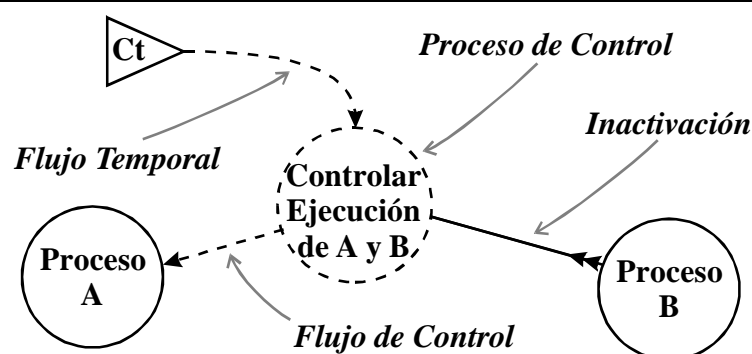 Ct
Proceso de Control
Inactivación
Flujo Temporal
Controlar
Ejecución
de A y B
Proceso
A
Proceso
B
Flujo de Control